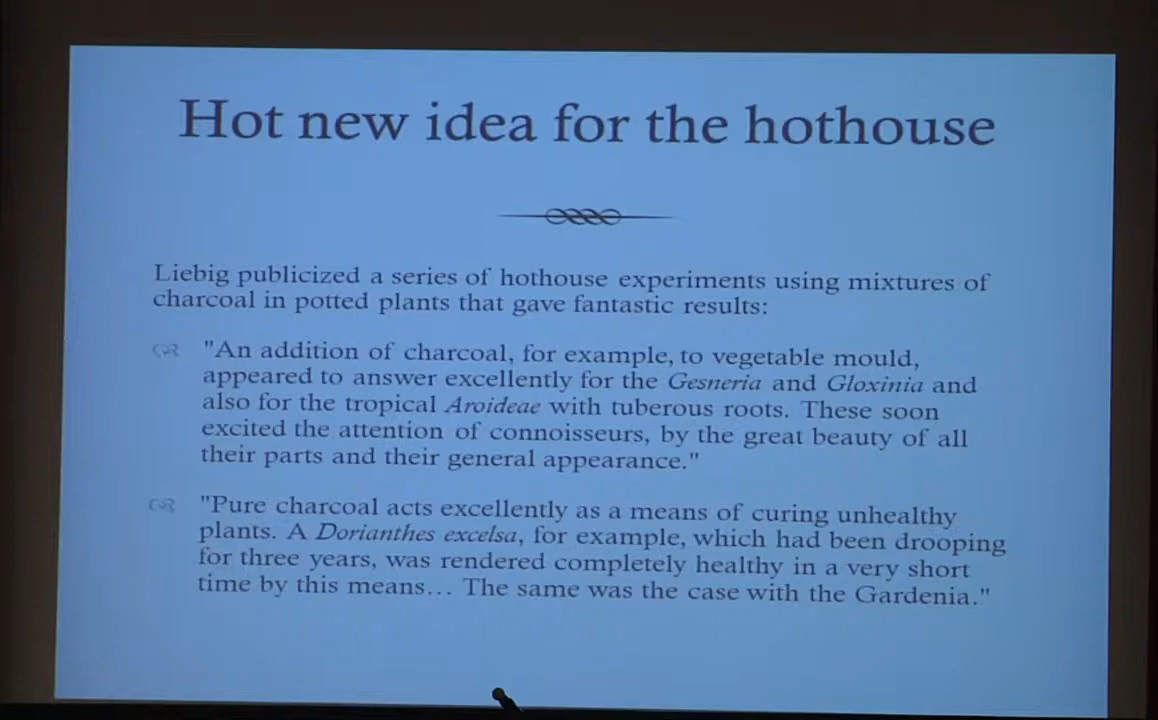 Hot new idea for the hothouse
Liebig publicized a series of hothouse experiments using mixtures of
charcoal in potted plants that gave fantastic results:
"An addition of charcoal, for example, to vegetable mould,
appeared to answer excellently for the Gesneria and Gloxinia and
also for the tropical Aroideae with tuberous roots. These soon
excited the attention of connoisseurs, by the great beauty of all
their parts and their general appearance."
"Pure charcoal acts excellently as a means of curing unhealthy
plants. A Dorianthes excelsa, for example, which had been drooping
for three years, was rendered completely healthy in a very short
time by this means... The same was the case with the Gardenia."